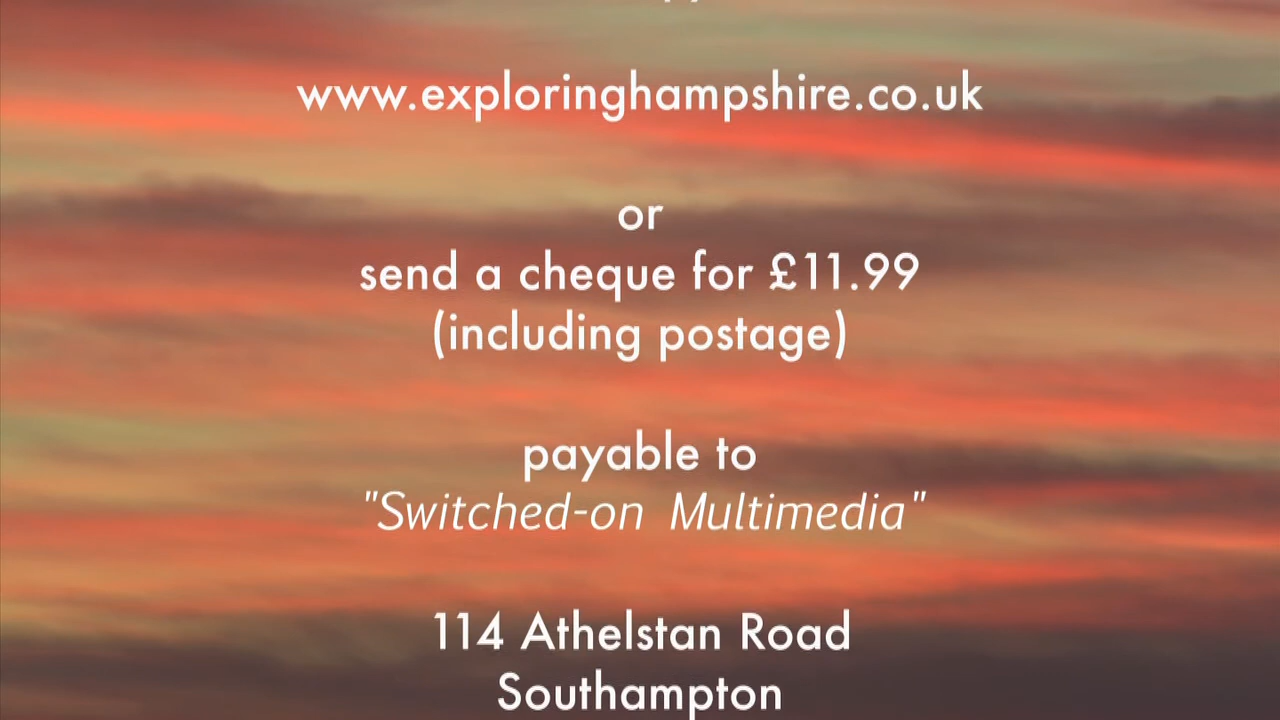 www.exploringhampshire.co.uk
or
send a cheque for £11.99
(including postage)
payable to
"Switched-on Multimedia"
114 Athelstan Road
Southampton